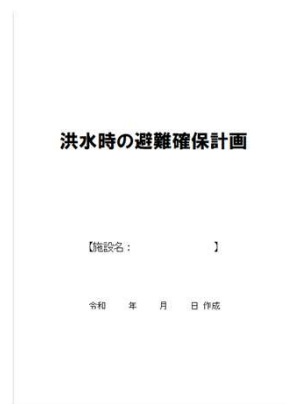 洪水時の避難確保計画
【施設名：　　　　　　　】
令和　　年　　月　　日 作成